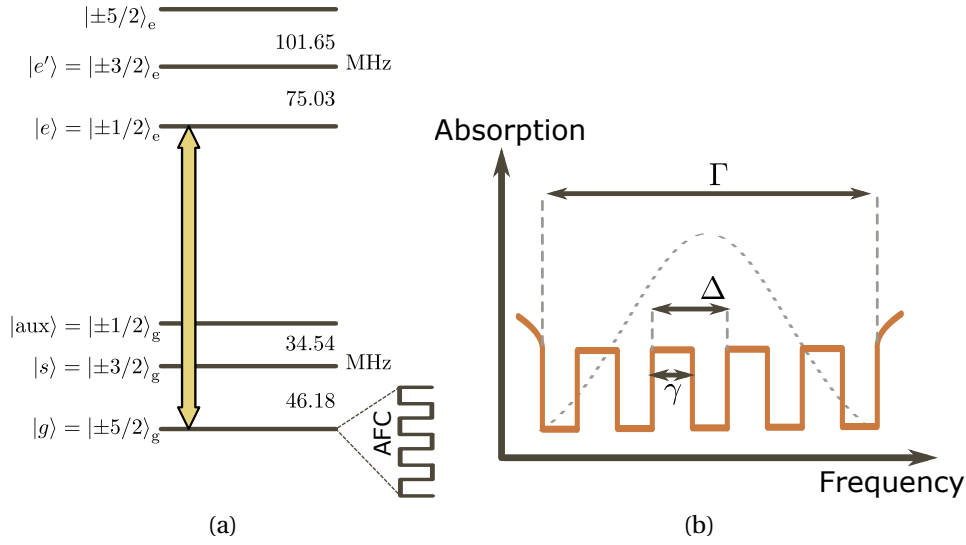 |±5/2⟩e
101.65
|e′⟩ = |±3/2⟩e MHz
75.03
|e⟩ = |±1/2⟩e
|aux⟩ = |±1/2⟩g
34.54
|s⟩ = |±3/2⟩g MHz
46.18
|g⟩ = |±5/2⟩g
AFC
(a)
Absorption
Γ
Δ
γ
Frequency
(b)